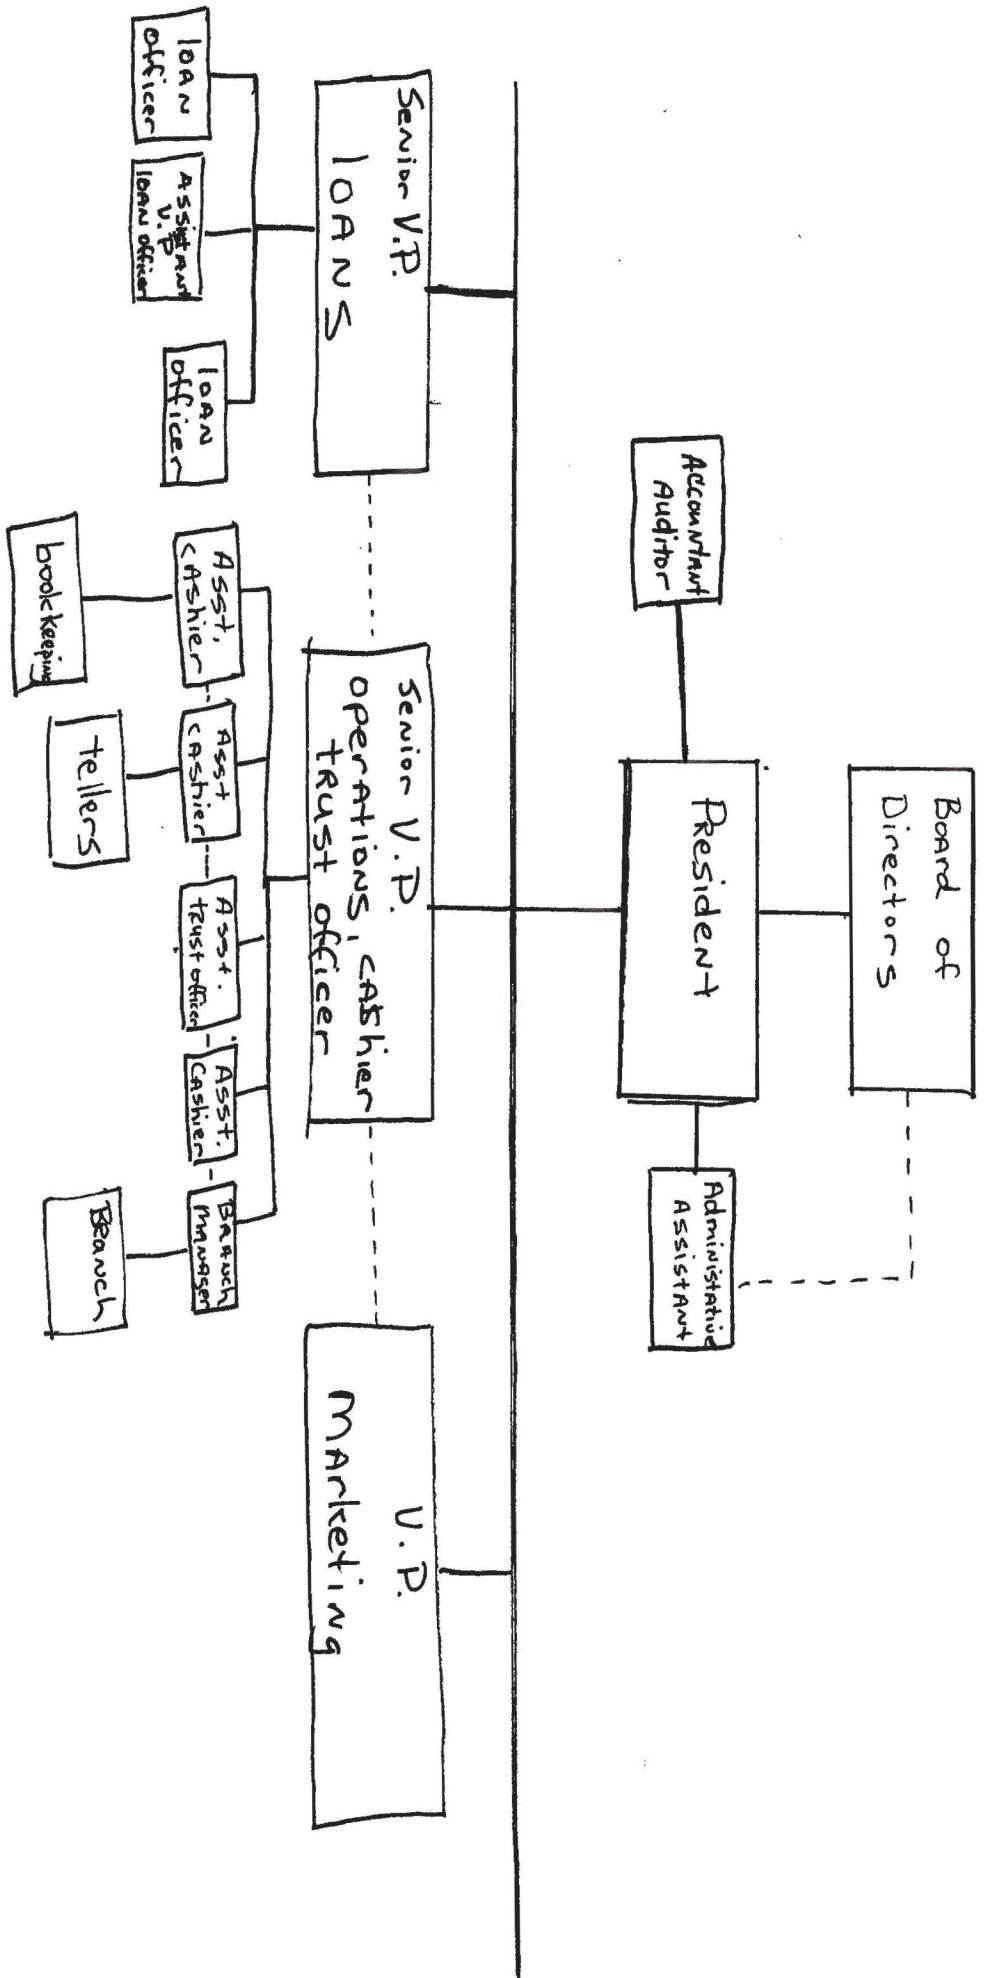 Board of
Directors
President
Accountant
Auditor
Administative
Assistant
Senior V.P.
loans
Senior V.P.
operations, cashier
trust officer
V.P.
Marketing
loan
officer
Assistant
V.P
loan officer
loan
officer
Asst.
cashier
Asst
cashier
Asst.
trust officer
Asst.
cashier
Branch
Manager
bookkeeping
tellers
Branch